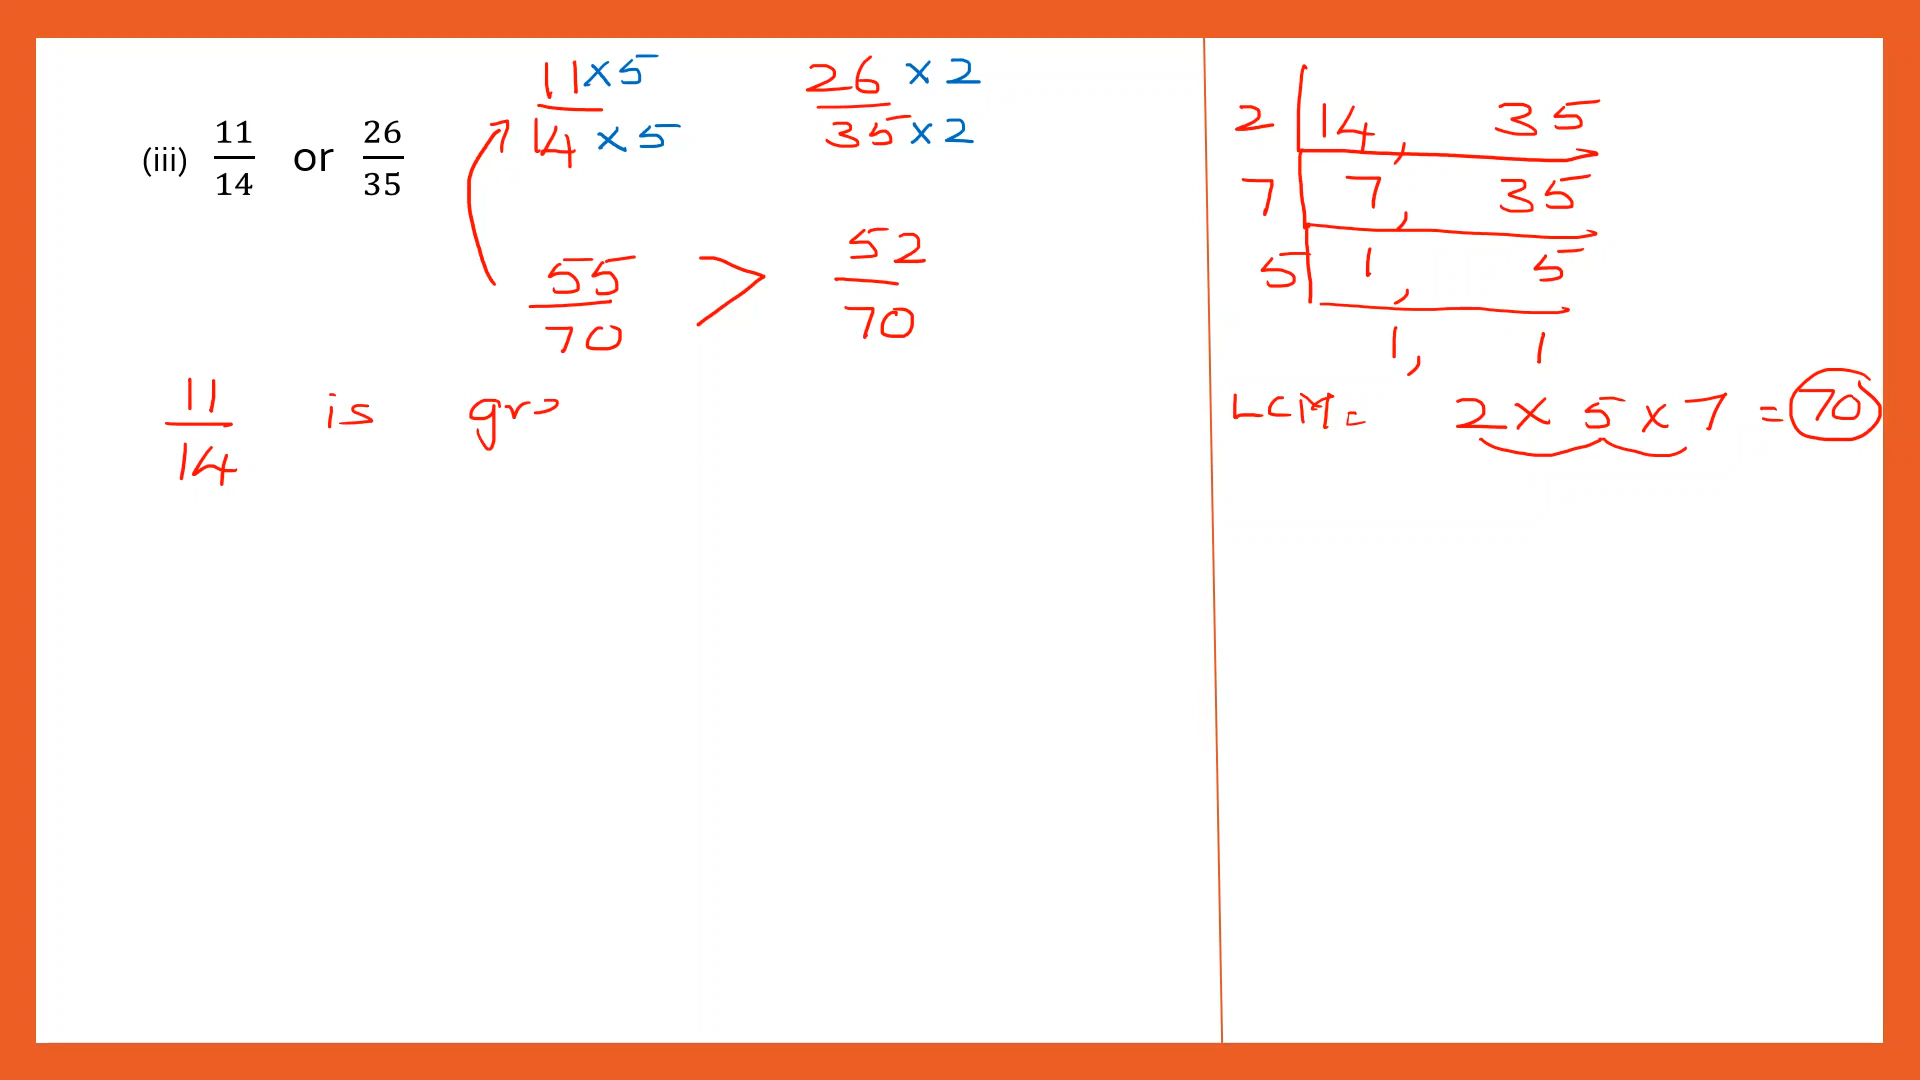 (iii) 11/14 or 26/35
11×5/14×5 26×2/35×2
55/70 > 52/70
11/14 is gre
2 | 14, 35
7 | 7, 35
5 | 1, 5
1, 1
LCM = 2 × 5 × 7 = 70